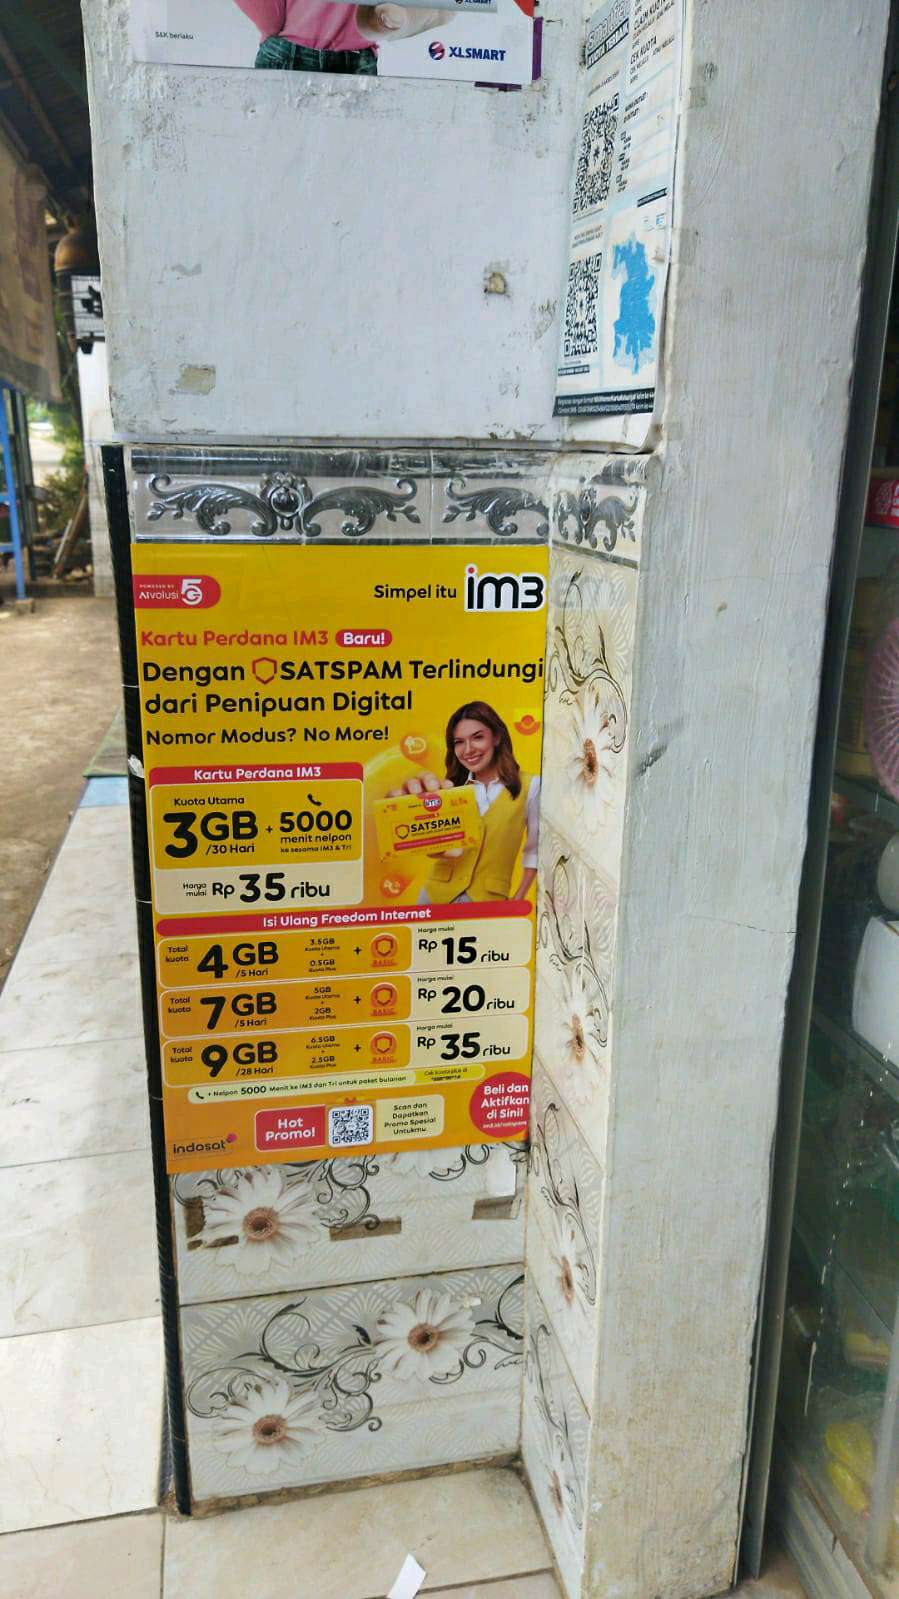 S&K berlaku
XLSMART
CEK KUOTA
POWERED BY
AIvolusi 5G
Simpel itu im3
Kartu Perdana IM3 Baru!
Dengan SATSPAM Terlindungi
dari Penipuan Digital
Nomor Modus? No More!
Kartu Perdana IM3
Kuota Utama
3GB
/30 Hari
+ 5000
menit nelpon
ke sesama IM3 & Tri
Harga
mulai
Rp 35 ribu
SATSPAM
Isi Ulang Freedom Internet
Total
kuota
4GB
/5 Hari
3.5GB
Kuota Utama
+
0.5GB
Kuota Plus
+
BASIC
Harga mulai
Rp 15 ribu
Total
kuota
7GB
/5 Hari
5GB
Kuota Utama
+
2GB
Kuota Plus
+
BASIC
Harga mulai
Rp 20 ribu
Total
kuota
9GB
/28 Hari
6.5GB
Kuota Utama
+
2.5GB
Kuota Plus
+
BASIC
Harga mulai
Rp 35 ribu
+ Nelpon 5000 Menit ke IM3 dan Tri untuk paket bulanan
Cek kuota plus di
Beli dan
Aktifkan
di Sini!
Hot
Promo!
Scan dan
Dapatkan
Promo Spesial
Untukmu
indosat